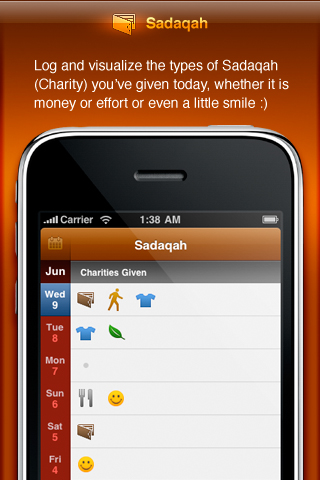 Sadaqah
Log and visualize the types of Sadaqah
(Charity) you've given today, whether it is
money or effort or even a little smile :)
Carrier 1:38 AM
Sadaqah
Jun Charities Given
Wed
9
Tue
8
Mon
7
Sun
6
Sat
5
Fri
4